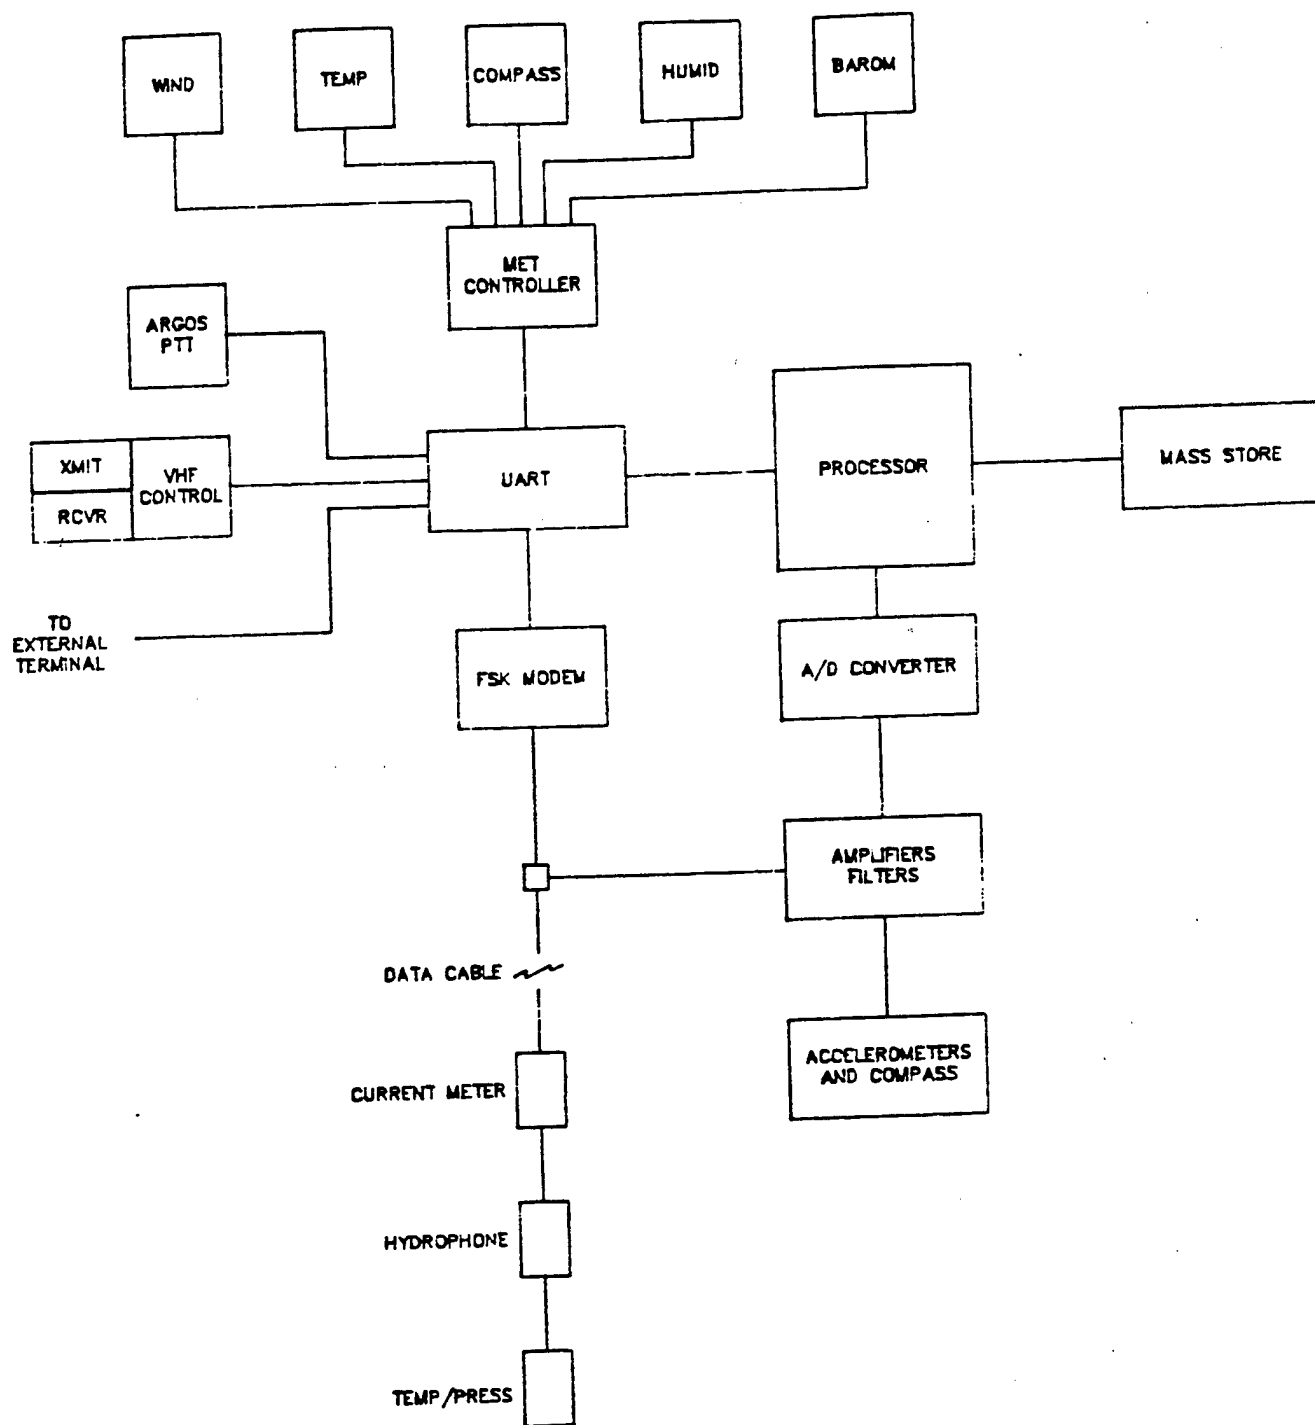 WIND
TEMP
COMPASS
HUMID
BAROM
MET
CONTROLLER
ARGOS
PTT
XMIT
RCVR
VHF
CONTROL
UART
PROCESSOR
MASS STORE
TO
EXTERNAL
TERMINAL
FSK MODEM
A/D CONVERTER
AMPLIFIERS
FILTERS
DATA CABLE
ACCELEROMETERS
AND COMPASS
CURRENT METER
HYDROPHONE
TEMP/PRESS